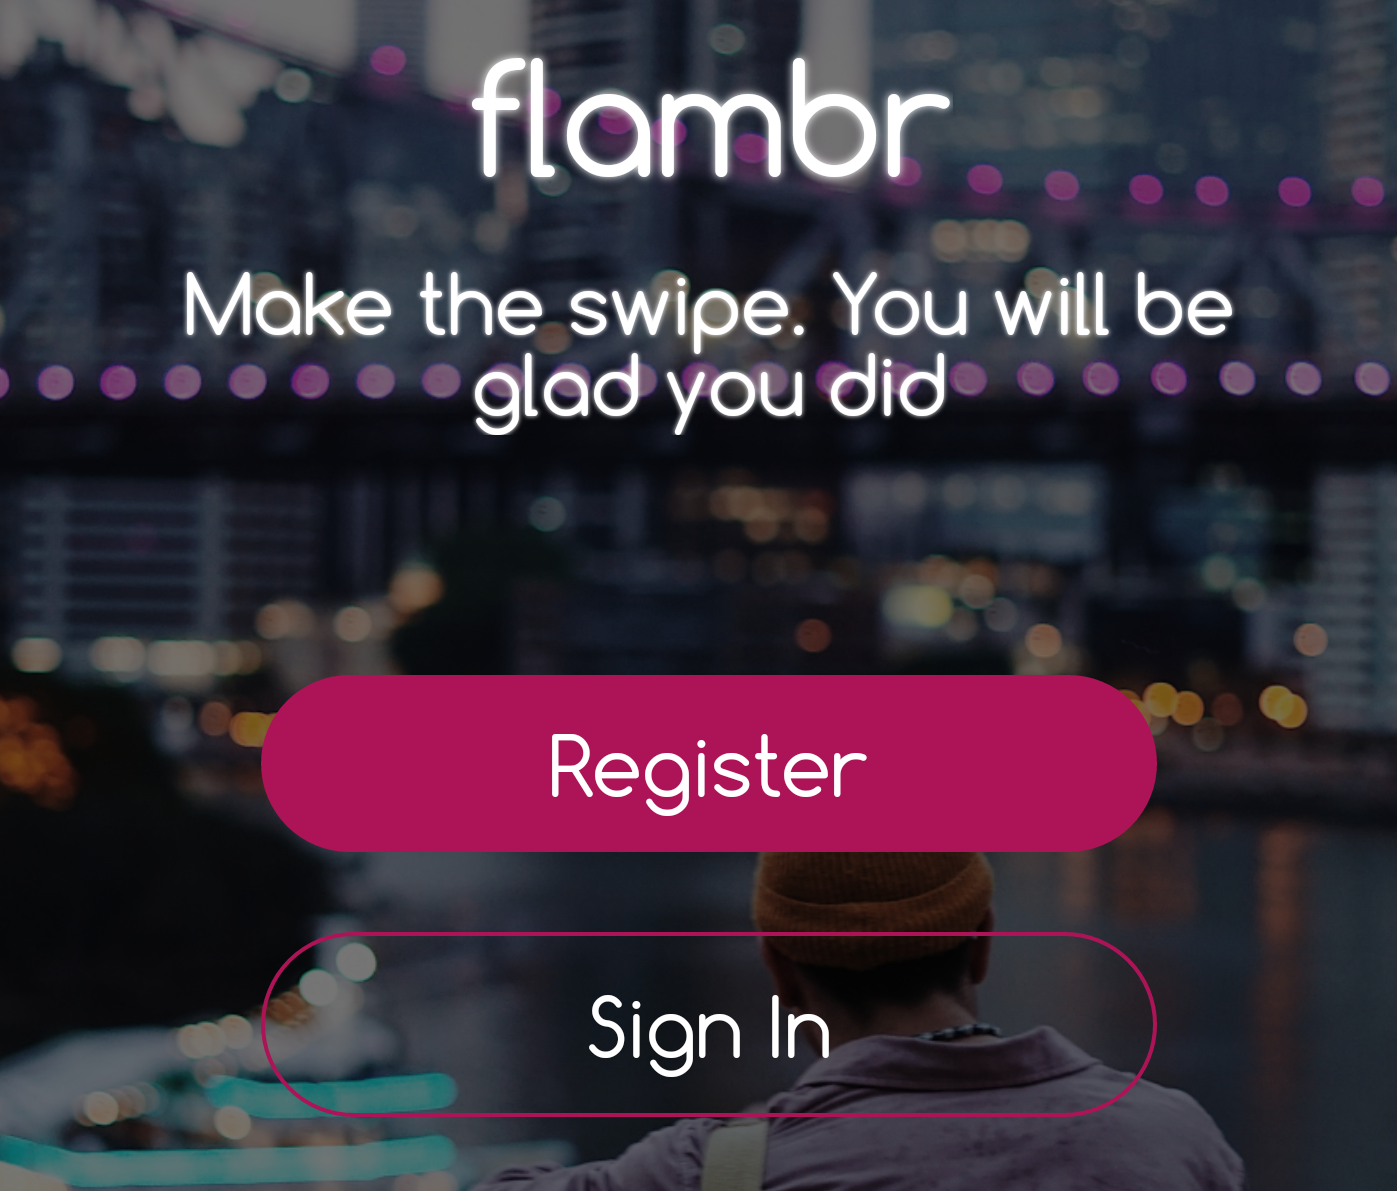 flambr
Make the swipe. You will be
glad you did
Register
Sign In